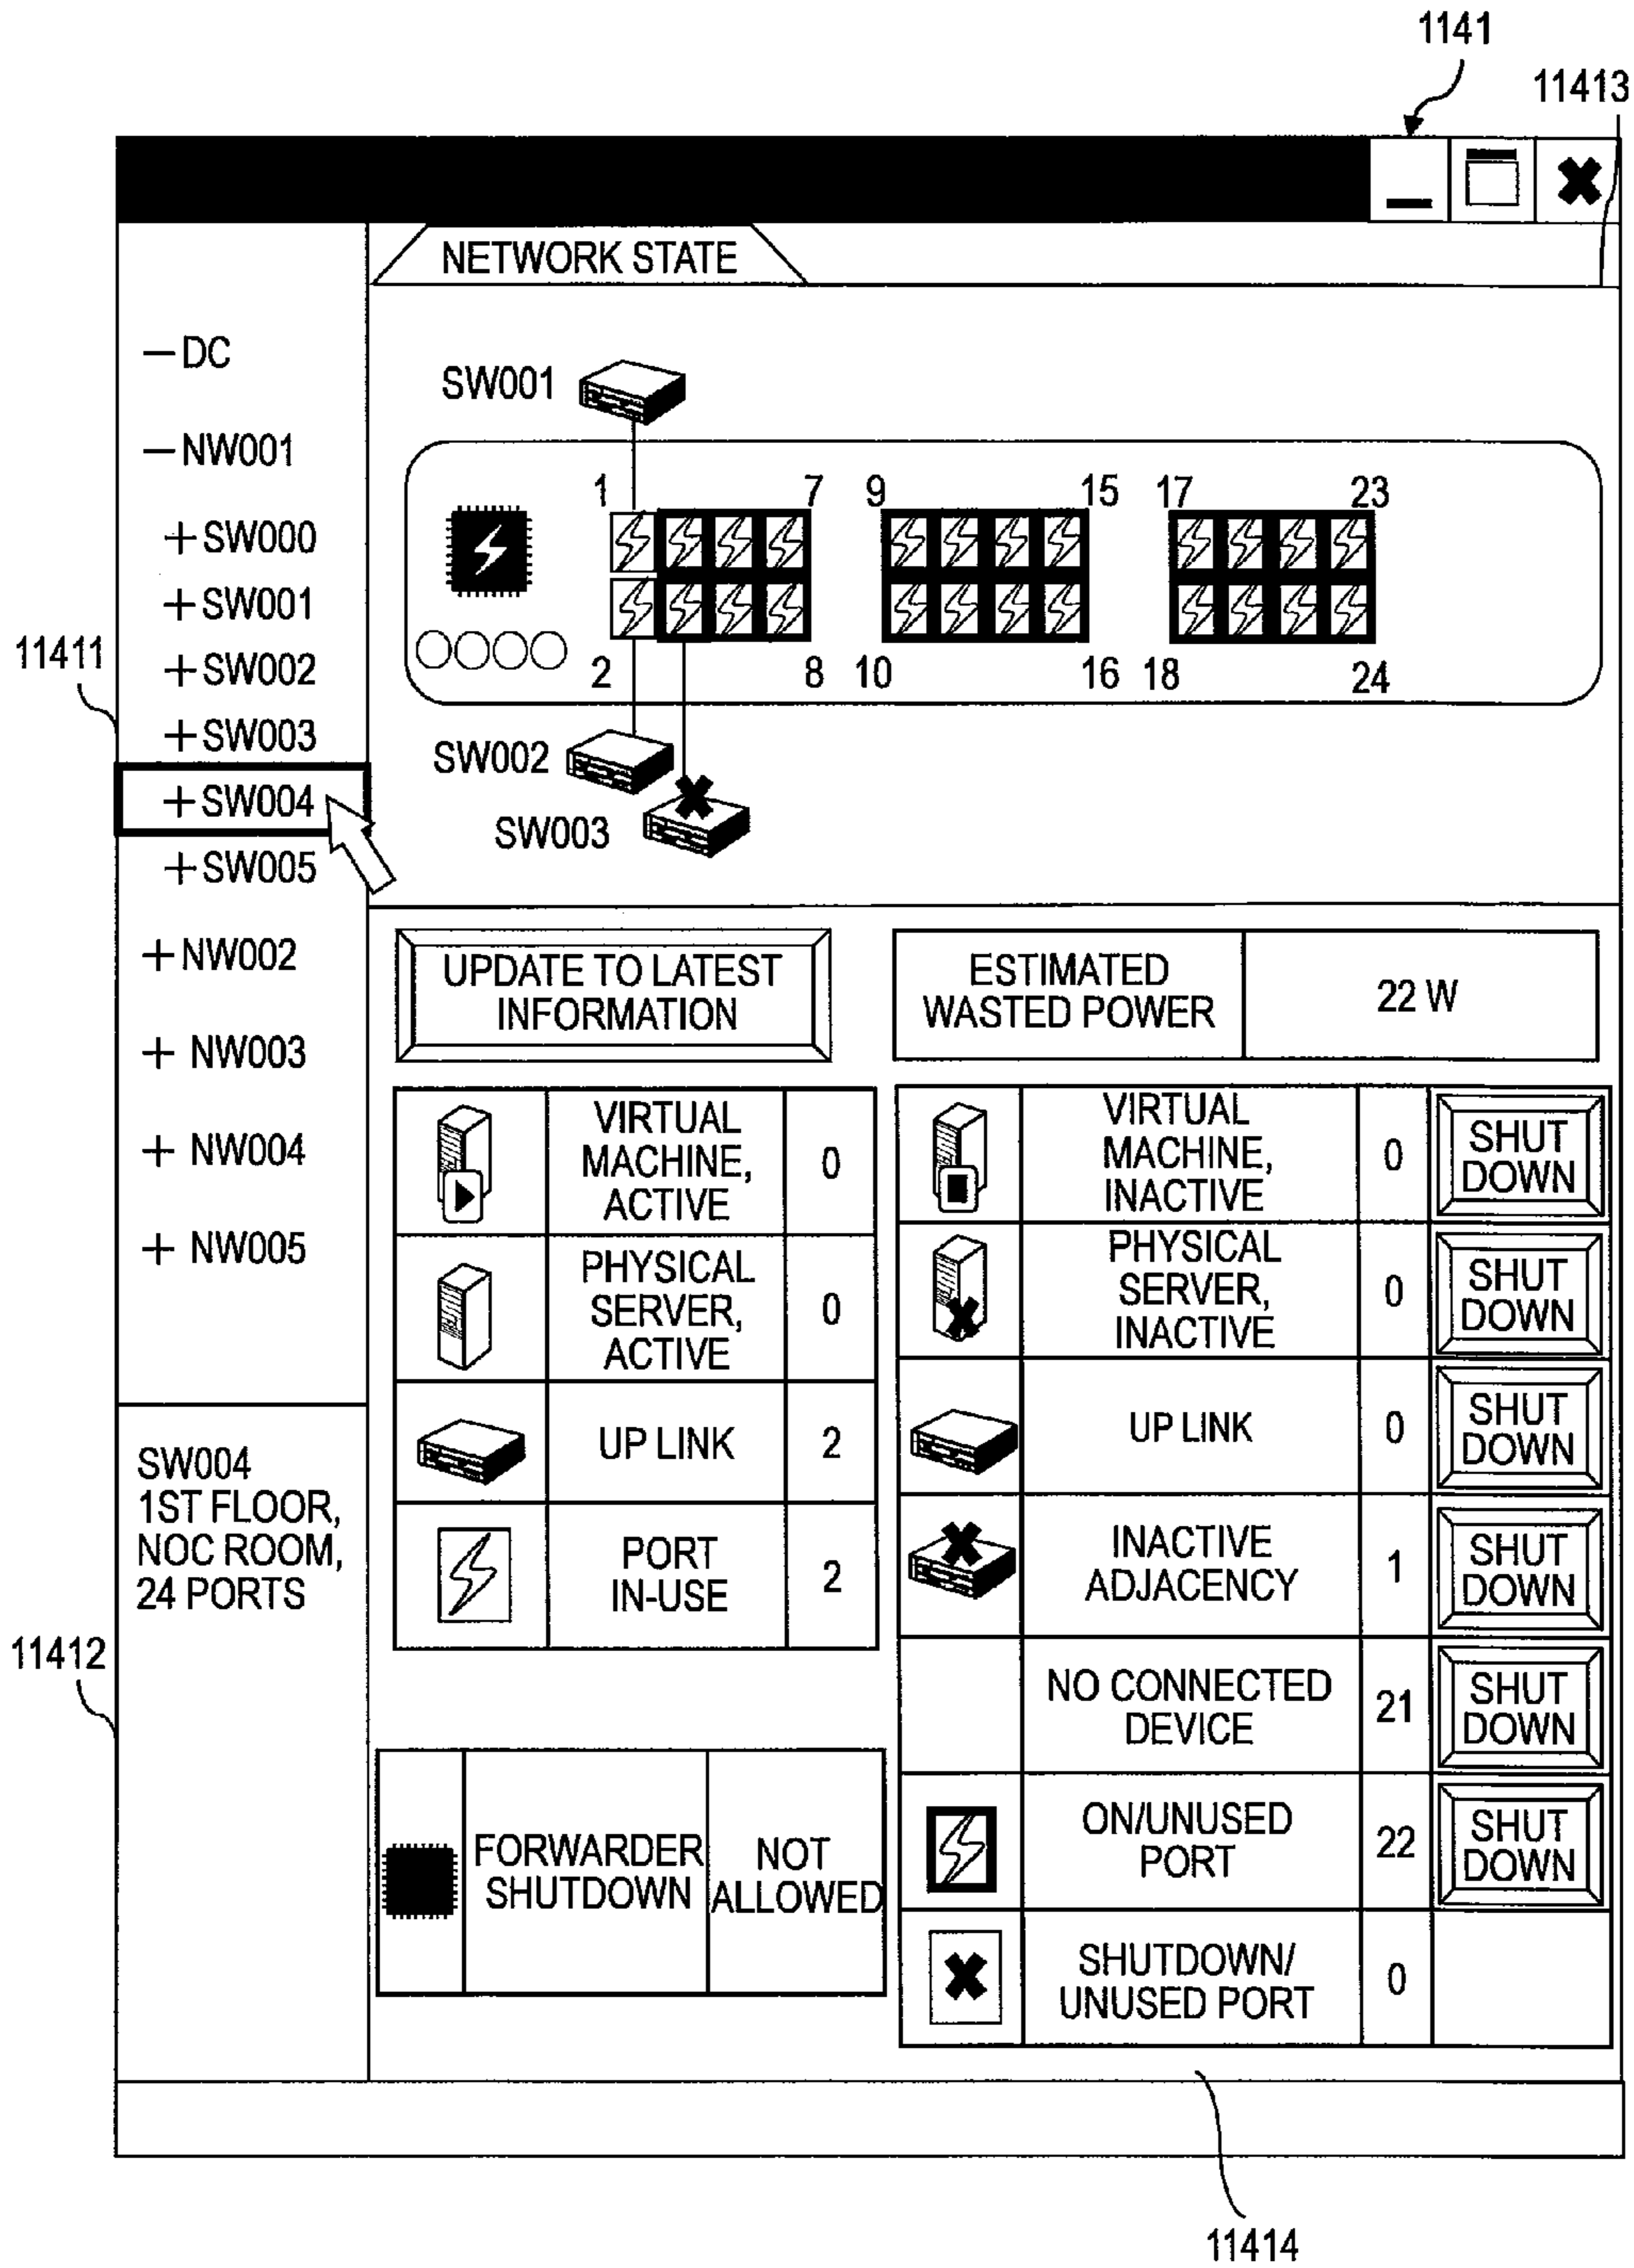 1141
11413
NETWORK STATE
－DC
－NW001
+SW000
+SW001
+SW002
+SW003
+SW004
+SW005
+NW002
+ NW003
+ NW004
+ NW005
11411
SW004
1ST FLOOR,
NOC ROOM,
24 PORTS
11412
SW001
1 7 9 15 17 23
2 8 10 16 18 24
SW002
SW003
UPDATE TO LATEST
INFORMATION
ESTIMATED
WASTED POWER
22 W
VIRTUAL
MACHINE,
ACTIVE
0
PHYSICAL
SERVER,
ACTIVE
0
UP LINK
2
PORT
IN-USE
2
FORWARDER
SHUTDOWN
NOT
ALLOWED
VIRTUAL
MACHINE,
INACTIVE
0
SHUT
DOWN
PHYSICAL
SERVER,
INACTIVE
0
SHUT
DOWN
UP LINK
0
SHUT
DOWN
INACTIVE
ADJACENCY
1
SHUT
DOWN
NO CONNECTED
DEVICE
21
SHUT
DOWN
ON/UNUSED
PORT
22
SHUT
DOWN
SHUTDOWN/
UNUSED PORT
0
11414